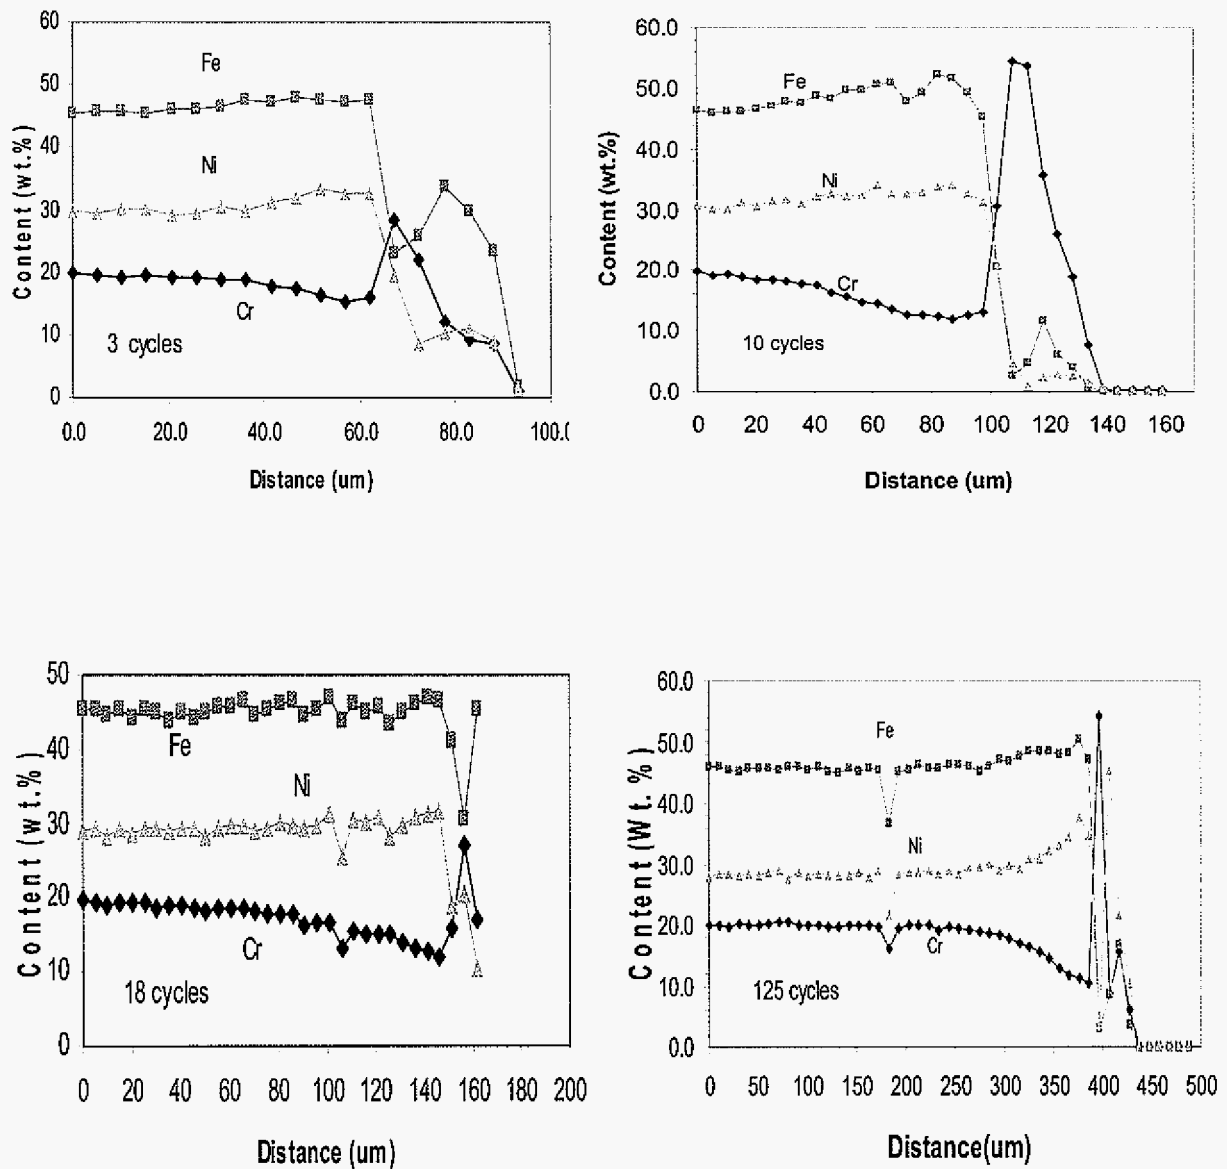 60
50
40
30
20
10
0
Content (wt.%)
Fe
Ni
Cr
3 cycles
0.0 20.0 40.0 60.0 80.0 100.0
Distance (um)
60.0
50.0
40.0
30.0
20.0
10.0
0.0
Content (wt.%)
Fe
Ni
Cr
10 cycles
0 20 40 60 80 100 120 140 160
Distance (um)
50
40
30
20
10
0
Content (wt.%)
Fe
Ni
Cr
18 cycles
0 20 40 60 80 100 120 140 160 180 200
Distance (um)
60.0
50.0
40.0
30.0
20.0
10.0
0.0
Content (Wt. %)
Fe
Ni
Cr
125 cycles
0 50 100 150 200 250 300 350 400 450 500
Distance(um)